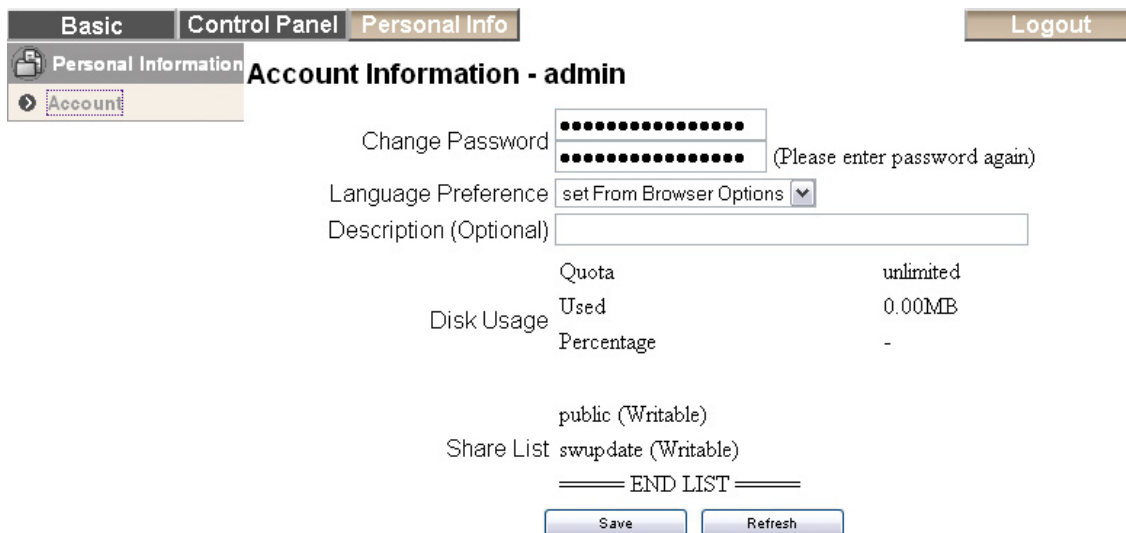 Basic Control Panel Personal Info Logout
Personal Information
Account
Account Information - admin
Change Password ••••••••••••••••
•••••••••••••••• (Please enter password again)
Language Preference set From Browser Options
Description (Optional)
Disk Usage
Quota unlimited
Used 0.00MB
Percentage -
Share List
public (Writable)
swupdate (Writable)
═════ END LIST ═════
Save Refresh